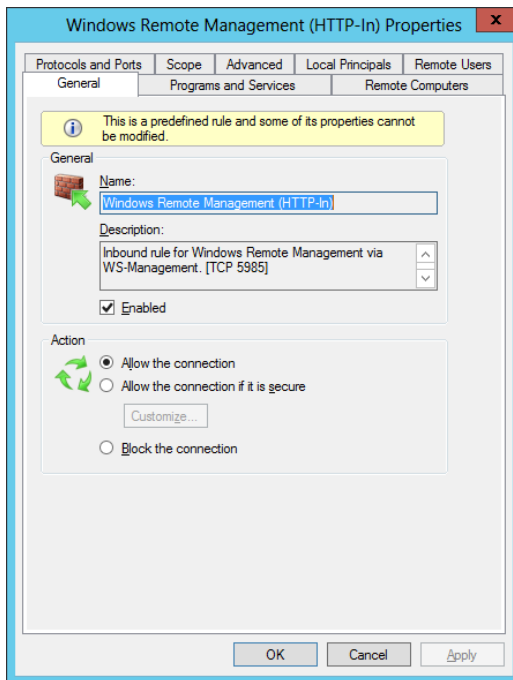 Windows Remote Management (HTTP-In) Properties
x
Protocols and Ports Scope Advanced Local Principals Remote Users
General Programs and Services Remote Computers
This is a predefined rule and some of its properties cannot
be modified.
General
Name:
Windows Remote Management (HTTP-In)
Description:
Inbound rule for Windows Remote Management via
WS-Management. [TCP 5985]
Enabled
Action
Allow the connection
Allow the connection if it is secure
Customize...
Block the connection
OK Cancel Apply